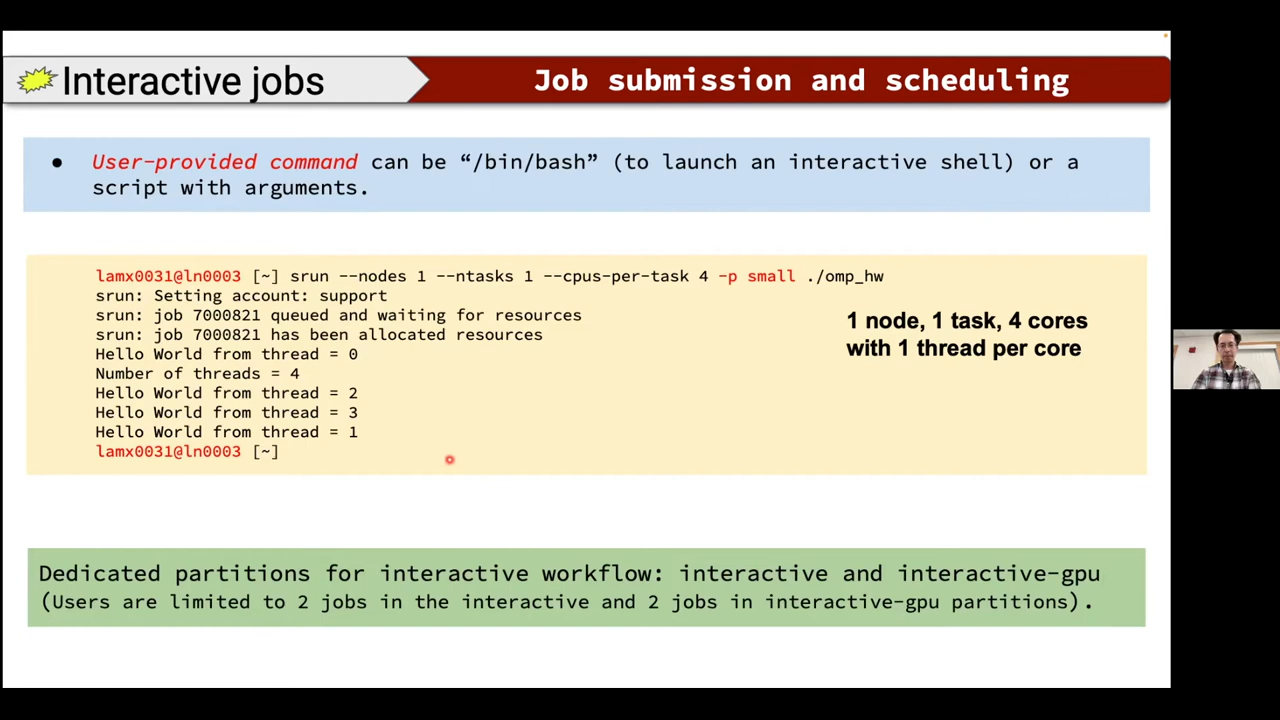 Interactive jobs
Job submission and scheduling
● User-provided command can be “/bin/bash” (to launch an interactive shell) or a
script with arguments.
lamx0031@ln0003 [~] srun --nodes 1 --ntasks 1 --cpus-per-task 4 -p small ./omp_hw
srun: Setting account: support
srun: job 7000821 queued and waiting for resources
srun: job 7000821 has been allocated resources
Hello World from thread = 0
Number of threads = 4
Hello World from thread = 2
Hello World from thread = 3
Hello World from thread = 1
lamx0031@ln0003 [~]
1 node, 1 task, 4 cores
with 1 thread per core
Dedicated partitions for interactive workflow: interactive and interactive-gpu
(Users are limited to 2 jobs in the interactive and 2 jobs in interactive-gpu partitions).